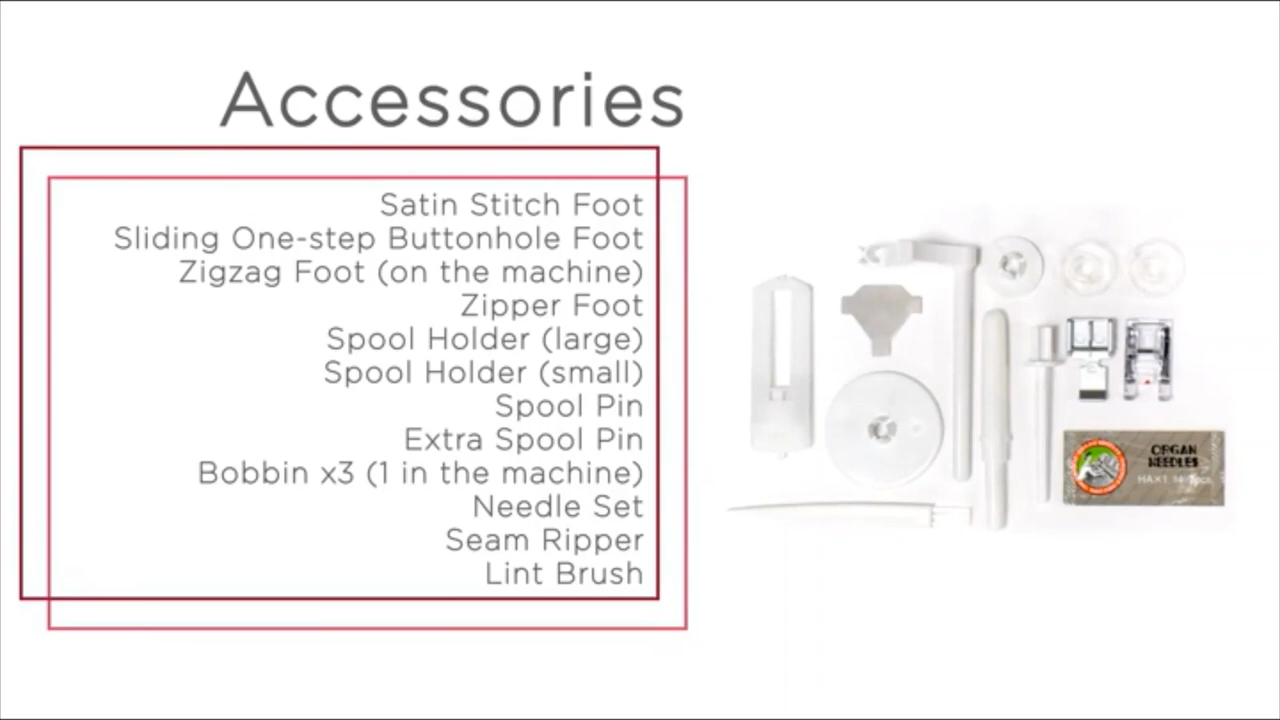 Accessories
Satin Stitch Foot
Sliding One-step Buttonhole Foot
Zigzag Foot (on the machine)
Zipper Foot
Spool Holder (large)
Spool Holder (small)
Spool Pin
Extra Spool Pin
Bobbin x3 (1 in the machine)
Needle Set
Seam Ripper
Lint Brush
ORGAN
NEEDLES
HA×1